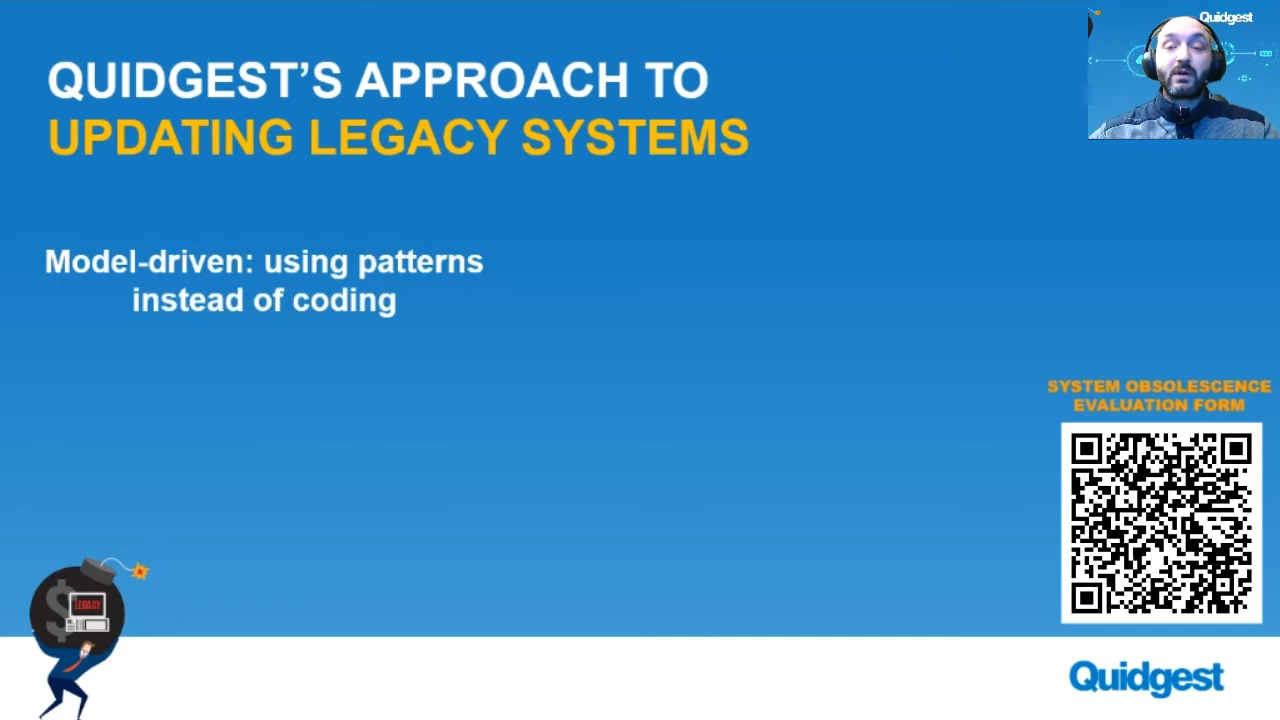 Quidgest
QUIDGEST'S APPROACH TO
UPDATING LEGACY SYSTEMS
Model-driven: using patterns
instead of coding
SYSTEM OBSOLESCENCE
EVALUATION FORM
$
LEGACY
Quidgest